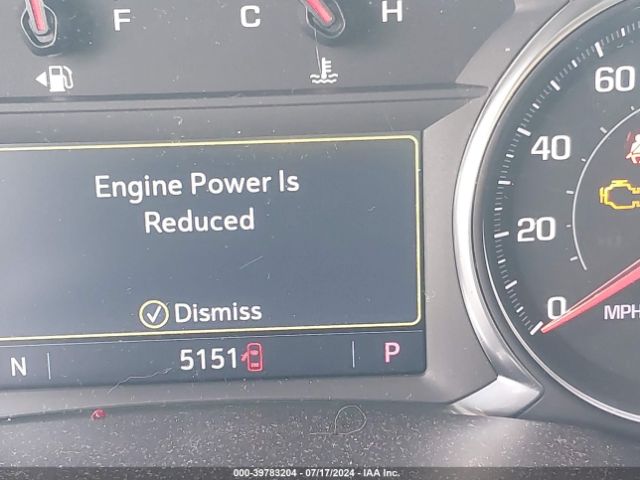 F C H
60
40
Engine Power Is
Reduced
20
Dismiss
0
MPH
N 5151 P
000-39783204 - 07/17/2024 - IAA Inc.